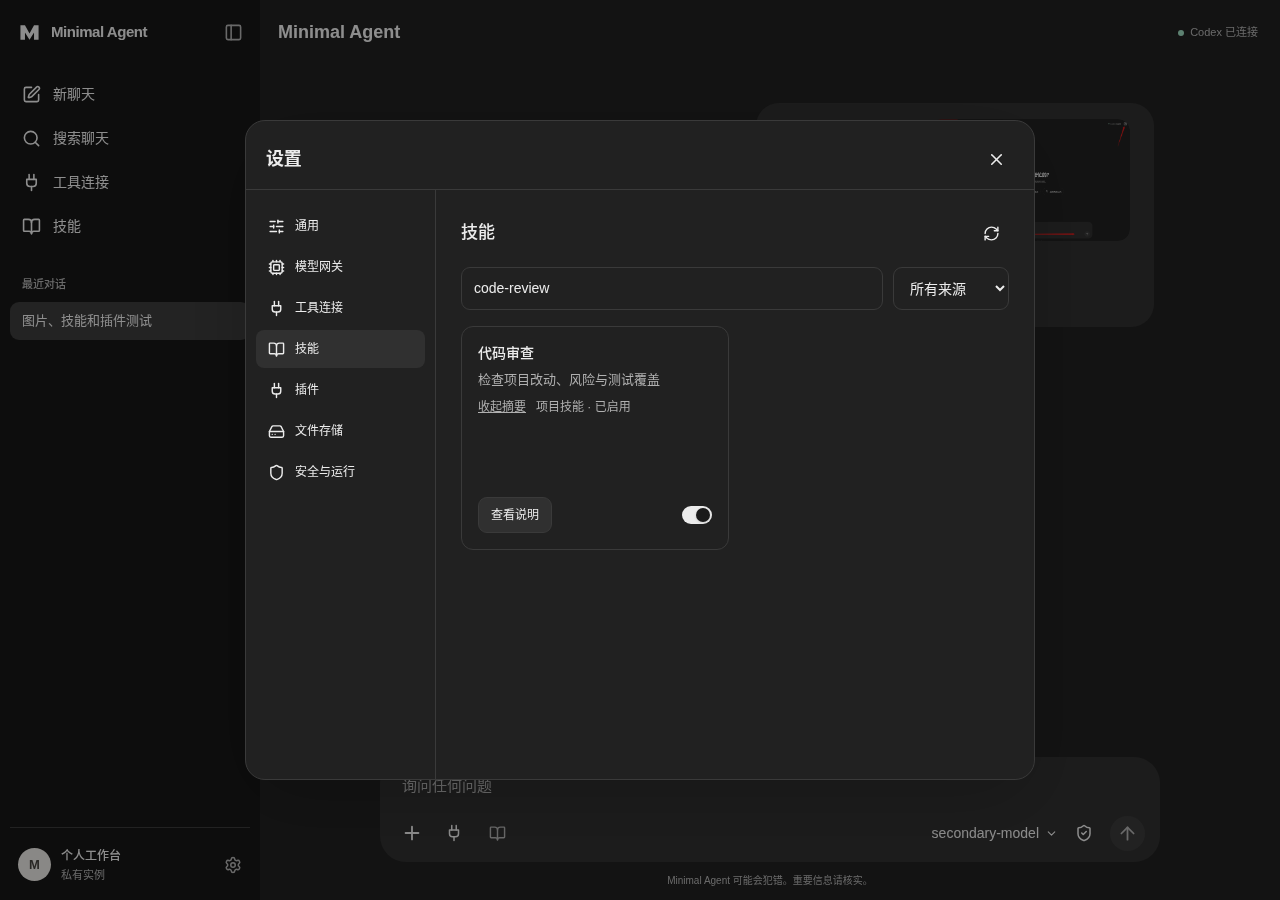 Minimal Agent
新聊天
搜索聊天
工具连接
技能
最近对话
图片、技能和插件测试
M
个人工作台
私有实例
Minimal Agent
Codex 已连接
设置
通用
模型网关
工具连接
技能
插件
文件存储
安全与运行
技能
code-review
所有来源
代码审查
检查项目改动、风险与测试覆盖
收起摘要 项目技能 · 已启用
查看说明
询问任何问题
secondary-model
Minimal Agent 可能会犯错。重要信息请核实。